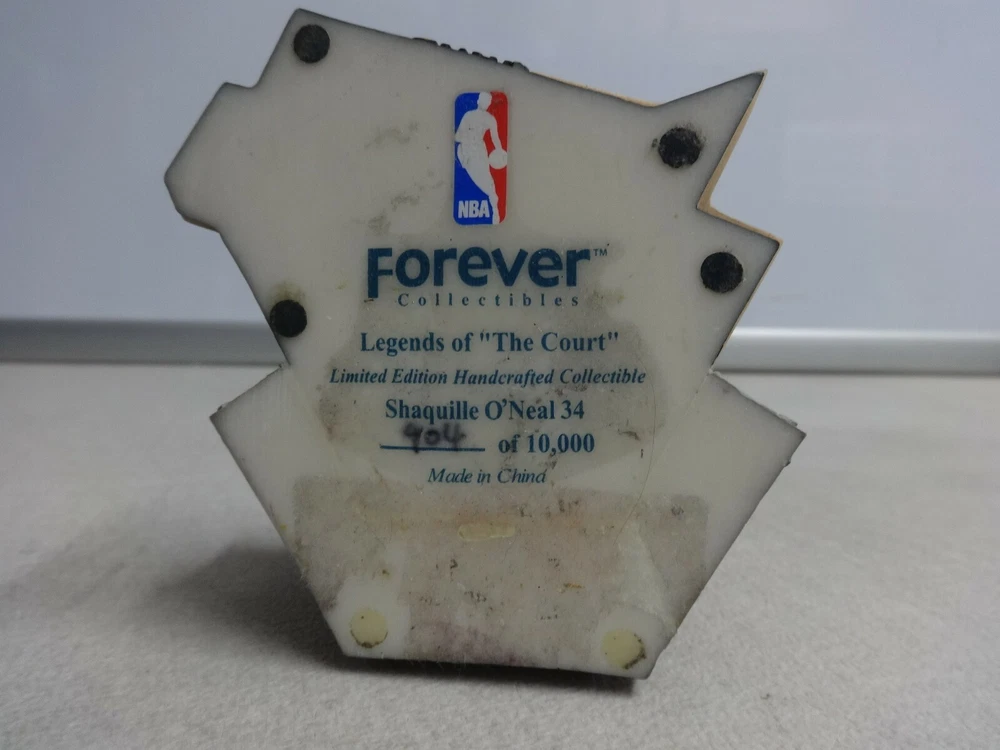 NBA
Forever™
Collectibles
Legends of "The Court"
Limited Edition Handcrafted Collectible
Shaquille O'Neal 34
904 of 10,000
Made in China